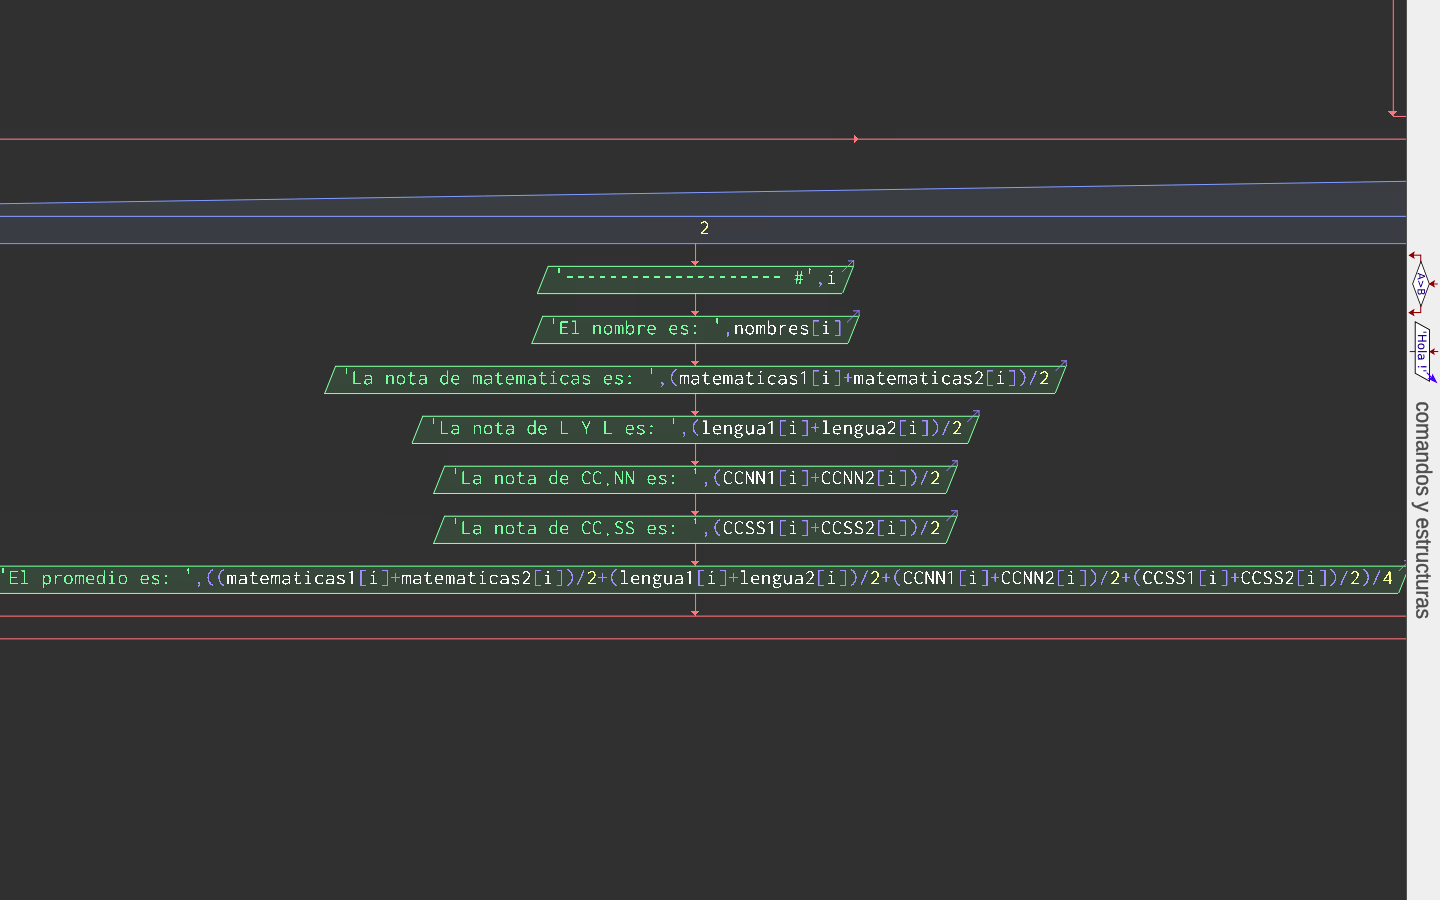 2
'-------------------- #',i
'El nombre es: ',nombres[i]
'La nota de matematicas es: ',(matematicas1[i]+matematicas2[i])/2
'La nota de L Y L es: ',(lengua1[i]+lengua2[i])/2
'La nota de CC.NN es: ',(CCNN1[i]+CCNN2[i])/2
'La nota de CC.SS es: ',(CCSS1[i]+CCSS2[i])/2
'El promedio es: ',((matematicas1[i]+matematicas2[i])/2+(lengua1[i]+lengua2[i])/2+(CCNN1[i]+CCNN2[i])/2+(CCSS1[i]+CCSS2[i])/2)/4
A>B
'Hola !'
comandos y estructuras